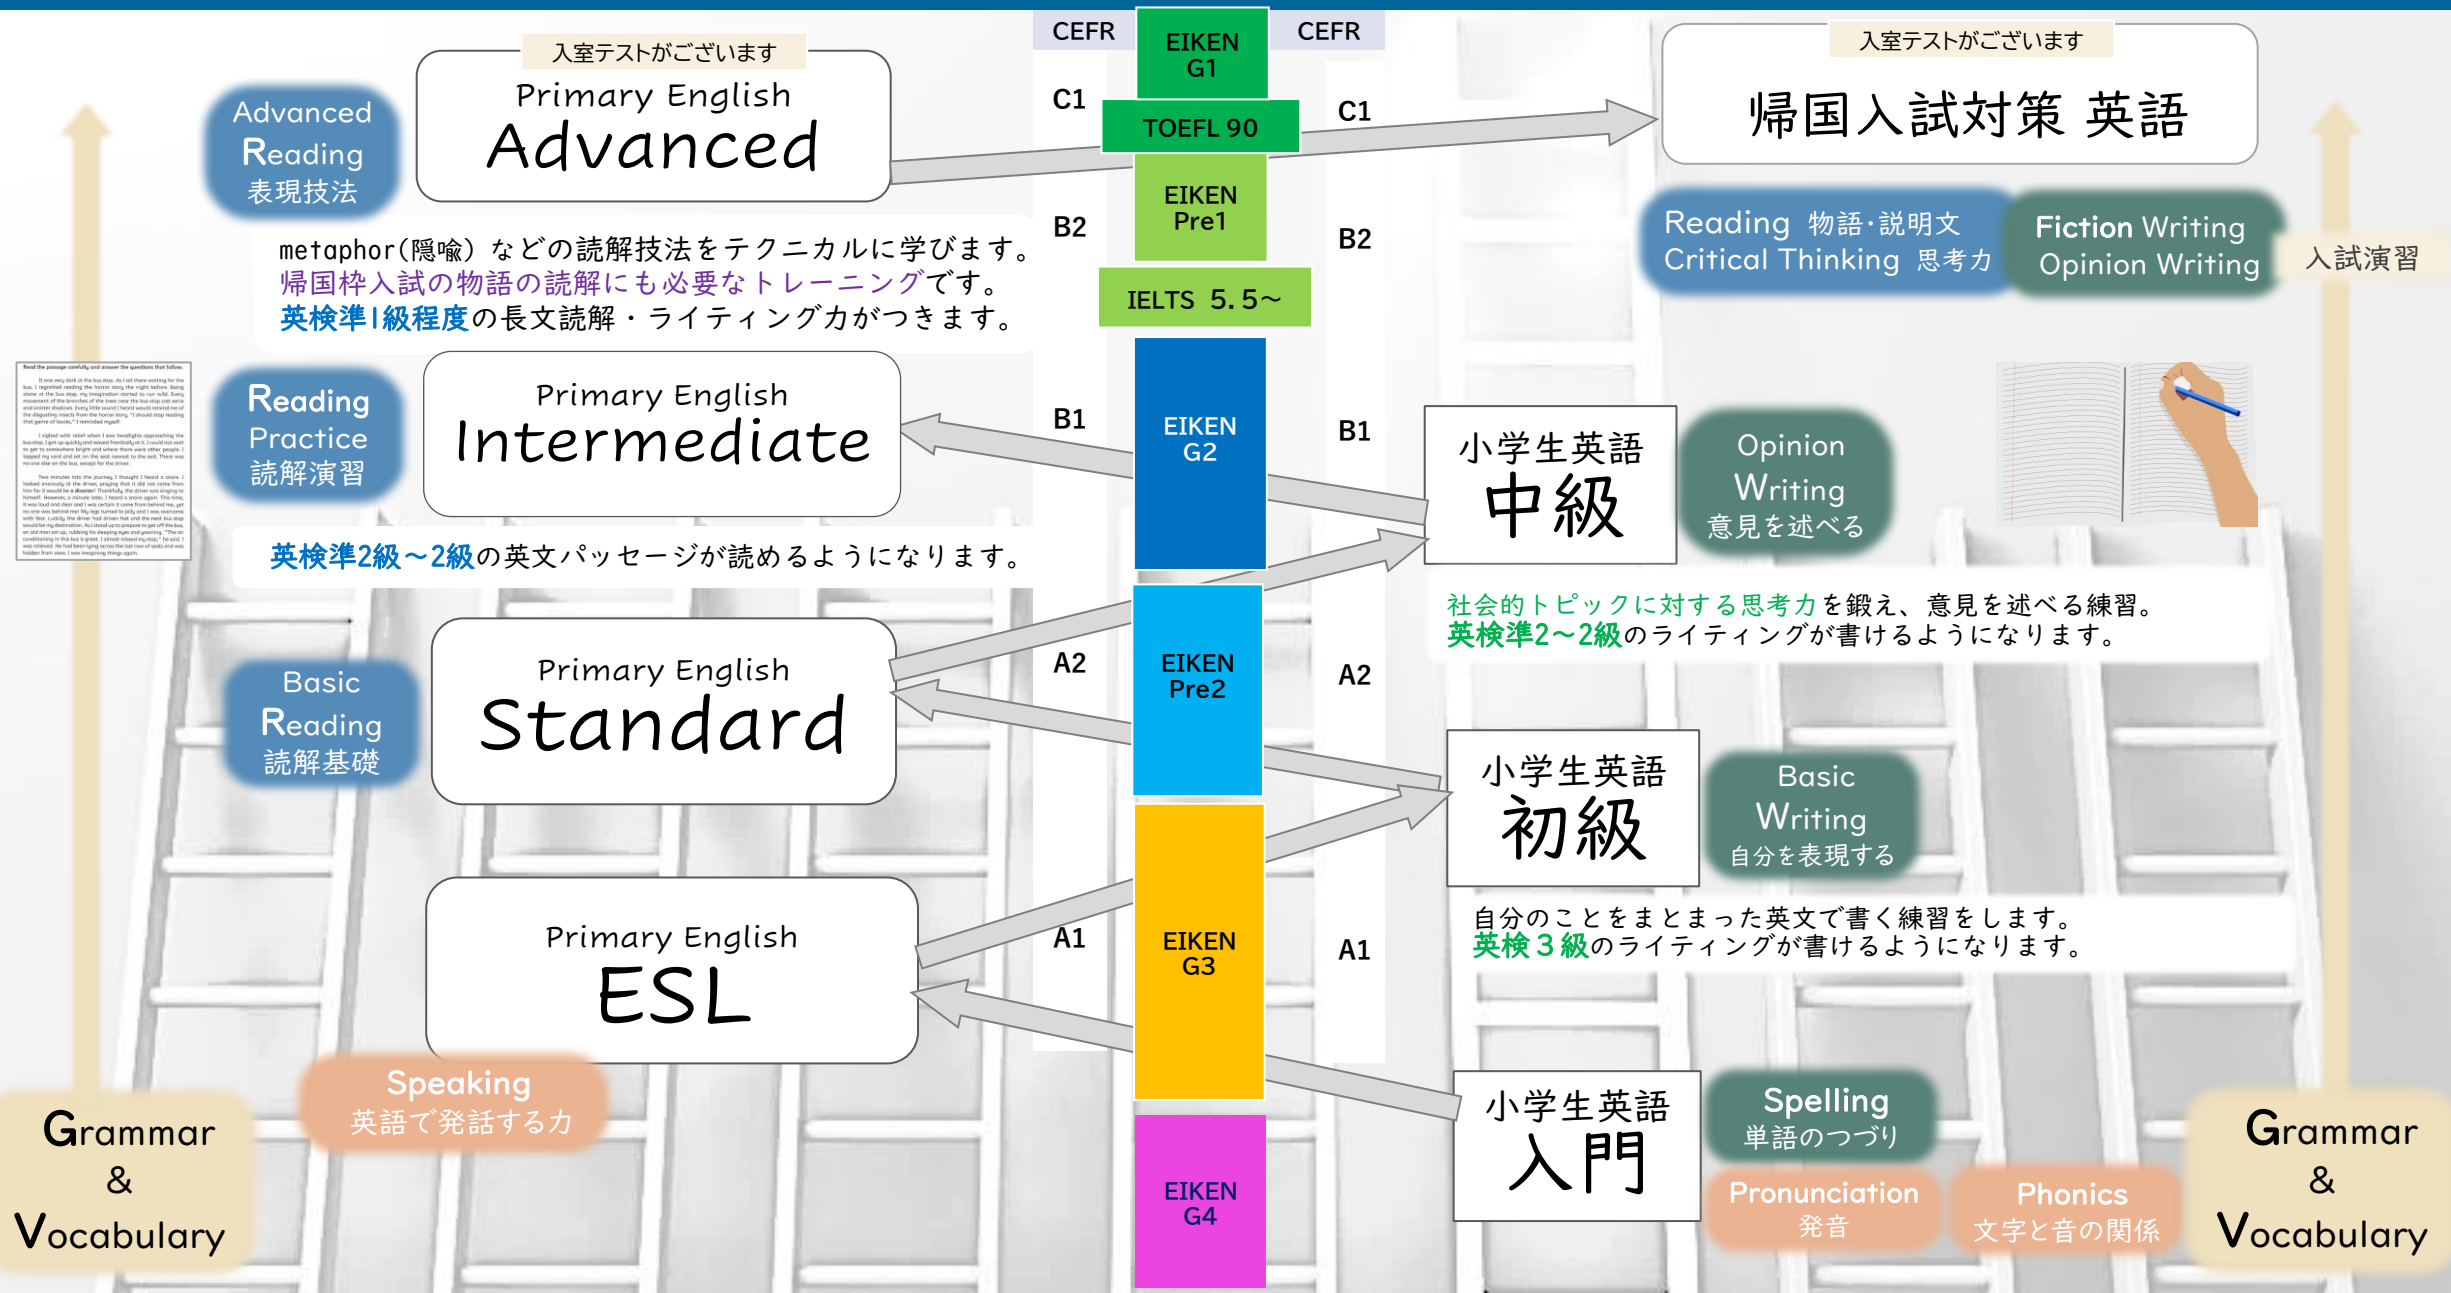 CEFR
EIKEN
G1
CEFR
入室テストがございます
Primary English
Advanced
Advanced
Reading
表現技法
C1
TOEFL 90
C1
入室テストがございます
帰国入試対策 英語
EIKEN
Pre1
B2
B2
metaphor(隠喩) などの読解技法をテクニカルに学びます。
帰国枠入試の物語の読解にも必要なトレーニングです。
英検準1級程度の長文読解・ライティング力がつきます。
IELTS 5.5～
Reading 物語・説明文
Critical Thinking 思考力
Fiction Writing
Opinion Writing
入試演習
Read the passage carefully and answer the questions that follow.
Reading
Practice
読解演習
Primary English
Intermediate
B1
EIKEN
G2
B1
小学生英語
中級
Opinion
Writing
意見を述べる
英検準2級～2級の英文パッセージが読めるようになります。
社会的トピックに対する思考力を鍛え、意見を述べる練習。
英検準2～2級のライティングが書けるようになります。
Basic
Reading
読解基礎
Primary English
Standard
A2
EIKEN
Pre2
A2
小学生英語
初級
Basic
Writing
自分を表現する
自分のことをまとまった英文で書く練習をします。
英検３級のライティングが書けるようになります。
Primary English
ESL
A1
EIKEN
G3
A1
Speaking
英語で発話する力
小学生英語
入門
Spelling
単語のつづり
Pronunciation
発音
Phonics
文字と音の関係
EIKEN
G4
Grammar
&
Vocabulary
Grammar
&
Vocabulary